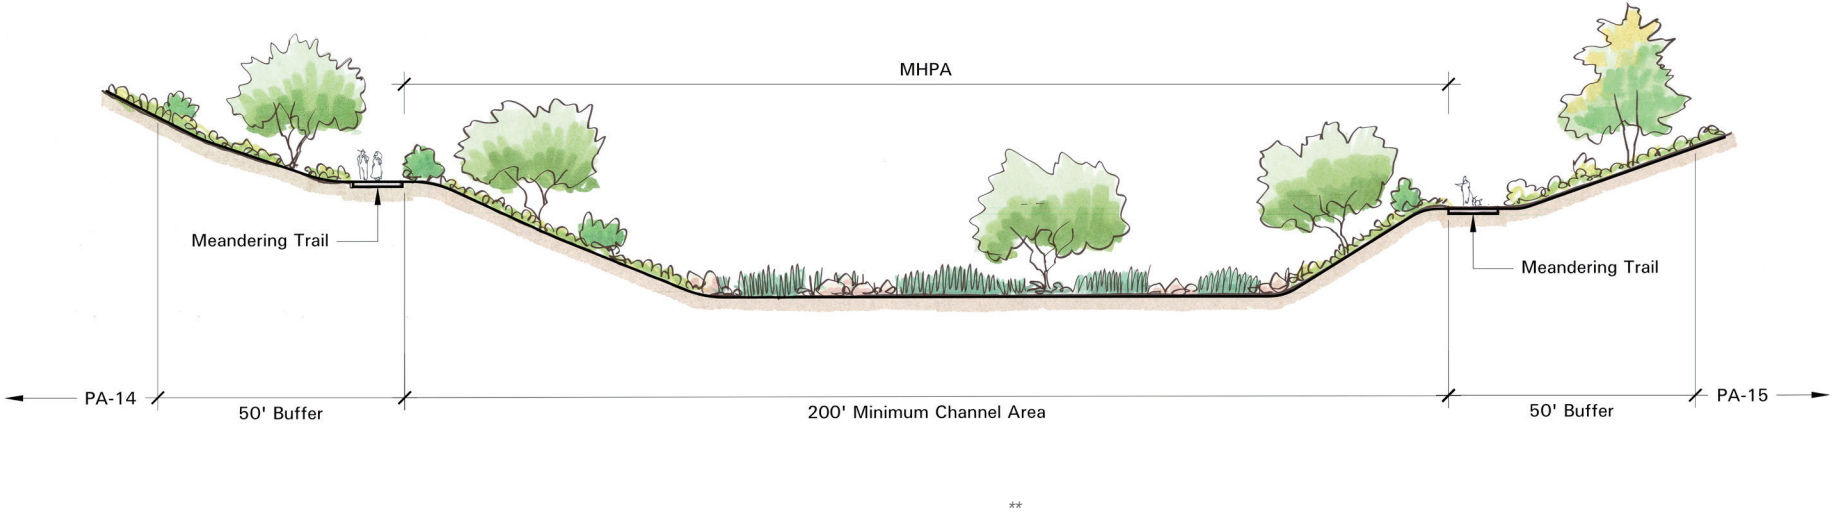 MHPA
Meandering Trail
Meandering Trail
PA-14
50' Buffer
200' Minimum Channel Area
50' Buffer
PA-15
**